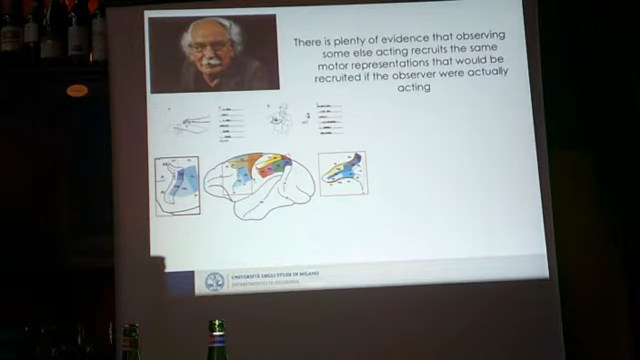 There is plenty of evidence that observing
some else acting recruits the same
motor representations that would be
recruited if the observer were actually
acting
UNIVERSITÀ DEGLI STUDI DI MILANO